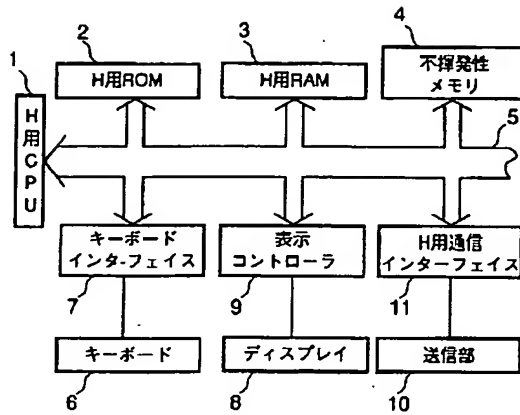 2
3
4
1
H用ROM
H用RAM
不揮発性
メモリ
5
H用CPU
キーボード
インターフェイス
表示
コントローラ
H用通信
インターフェイス
7
9
11
キーボード
ディスプレイ
送信部
6
8
10